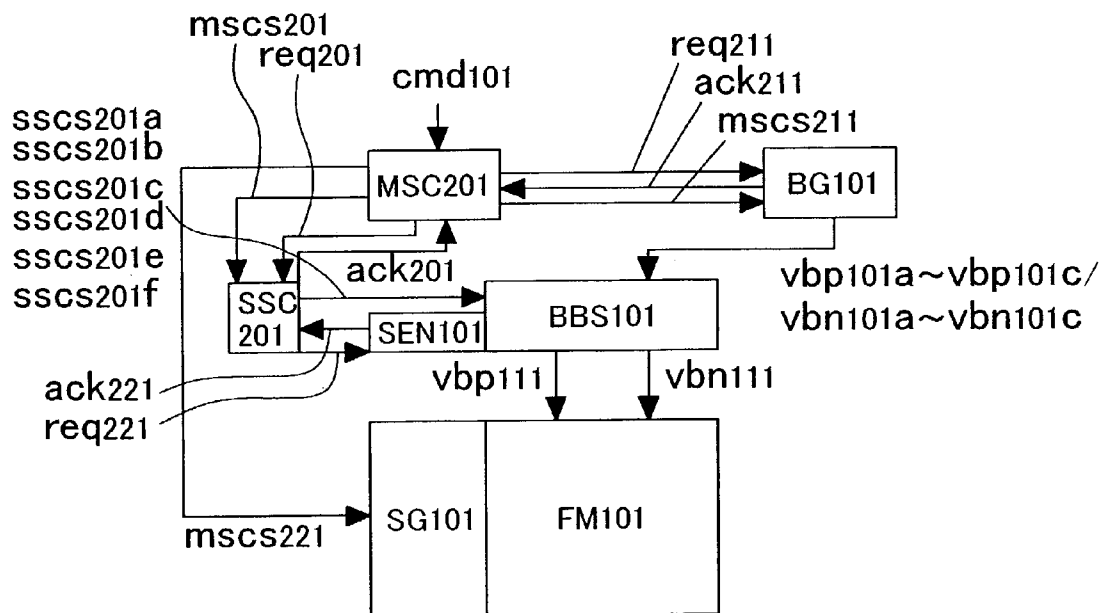 mscs201
req201
cmd101
req211
ack211
mscs211
sscs201a
sscs201b
sscs201c
sscs201d
sscs201e
sscs201f
MSC201
BG101
ack201
SSC
201
SEN101
BBS101
vbp101a~vbp101c/
vbn101a~vbn101c
ack221
req221
vbp111
vbn111
mscs221
SG101
FM101